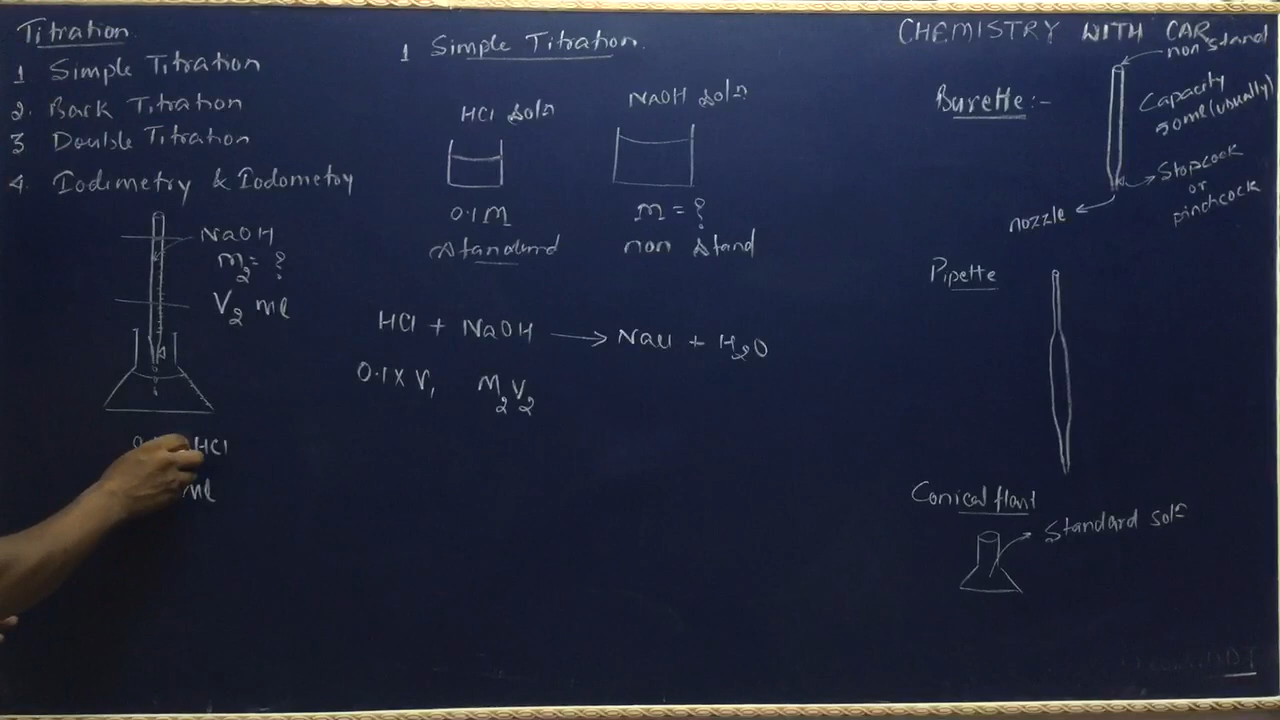 Titration
1 Simple Titration
2. Back Titration
3 Double Titration
4. Iodimetry & Iodometry
NaOH
M₂ = ?
V₂ ml
HCl
ml
1 Simple Titration.
HCl Solⁿ
0.1M
Standard
NaOH Solⁿ
M = ?
non Stand
HCl + NaOH ⟶ NaCl + H₂O
0.1 x V₁ M₂V₂
CHEMISTRY WITH CAR
Burette:-
non stand
Capacity
50ml (usually)
Stopcock
or
pinchcock
nozzle
Pipette
Conical
Standard Solⁿ